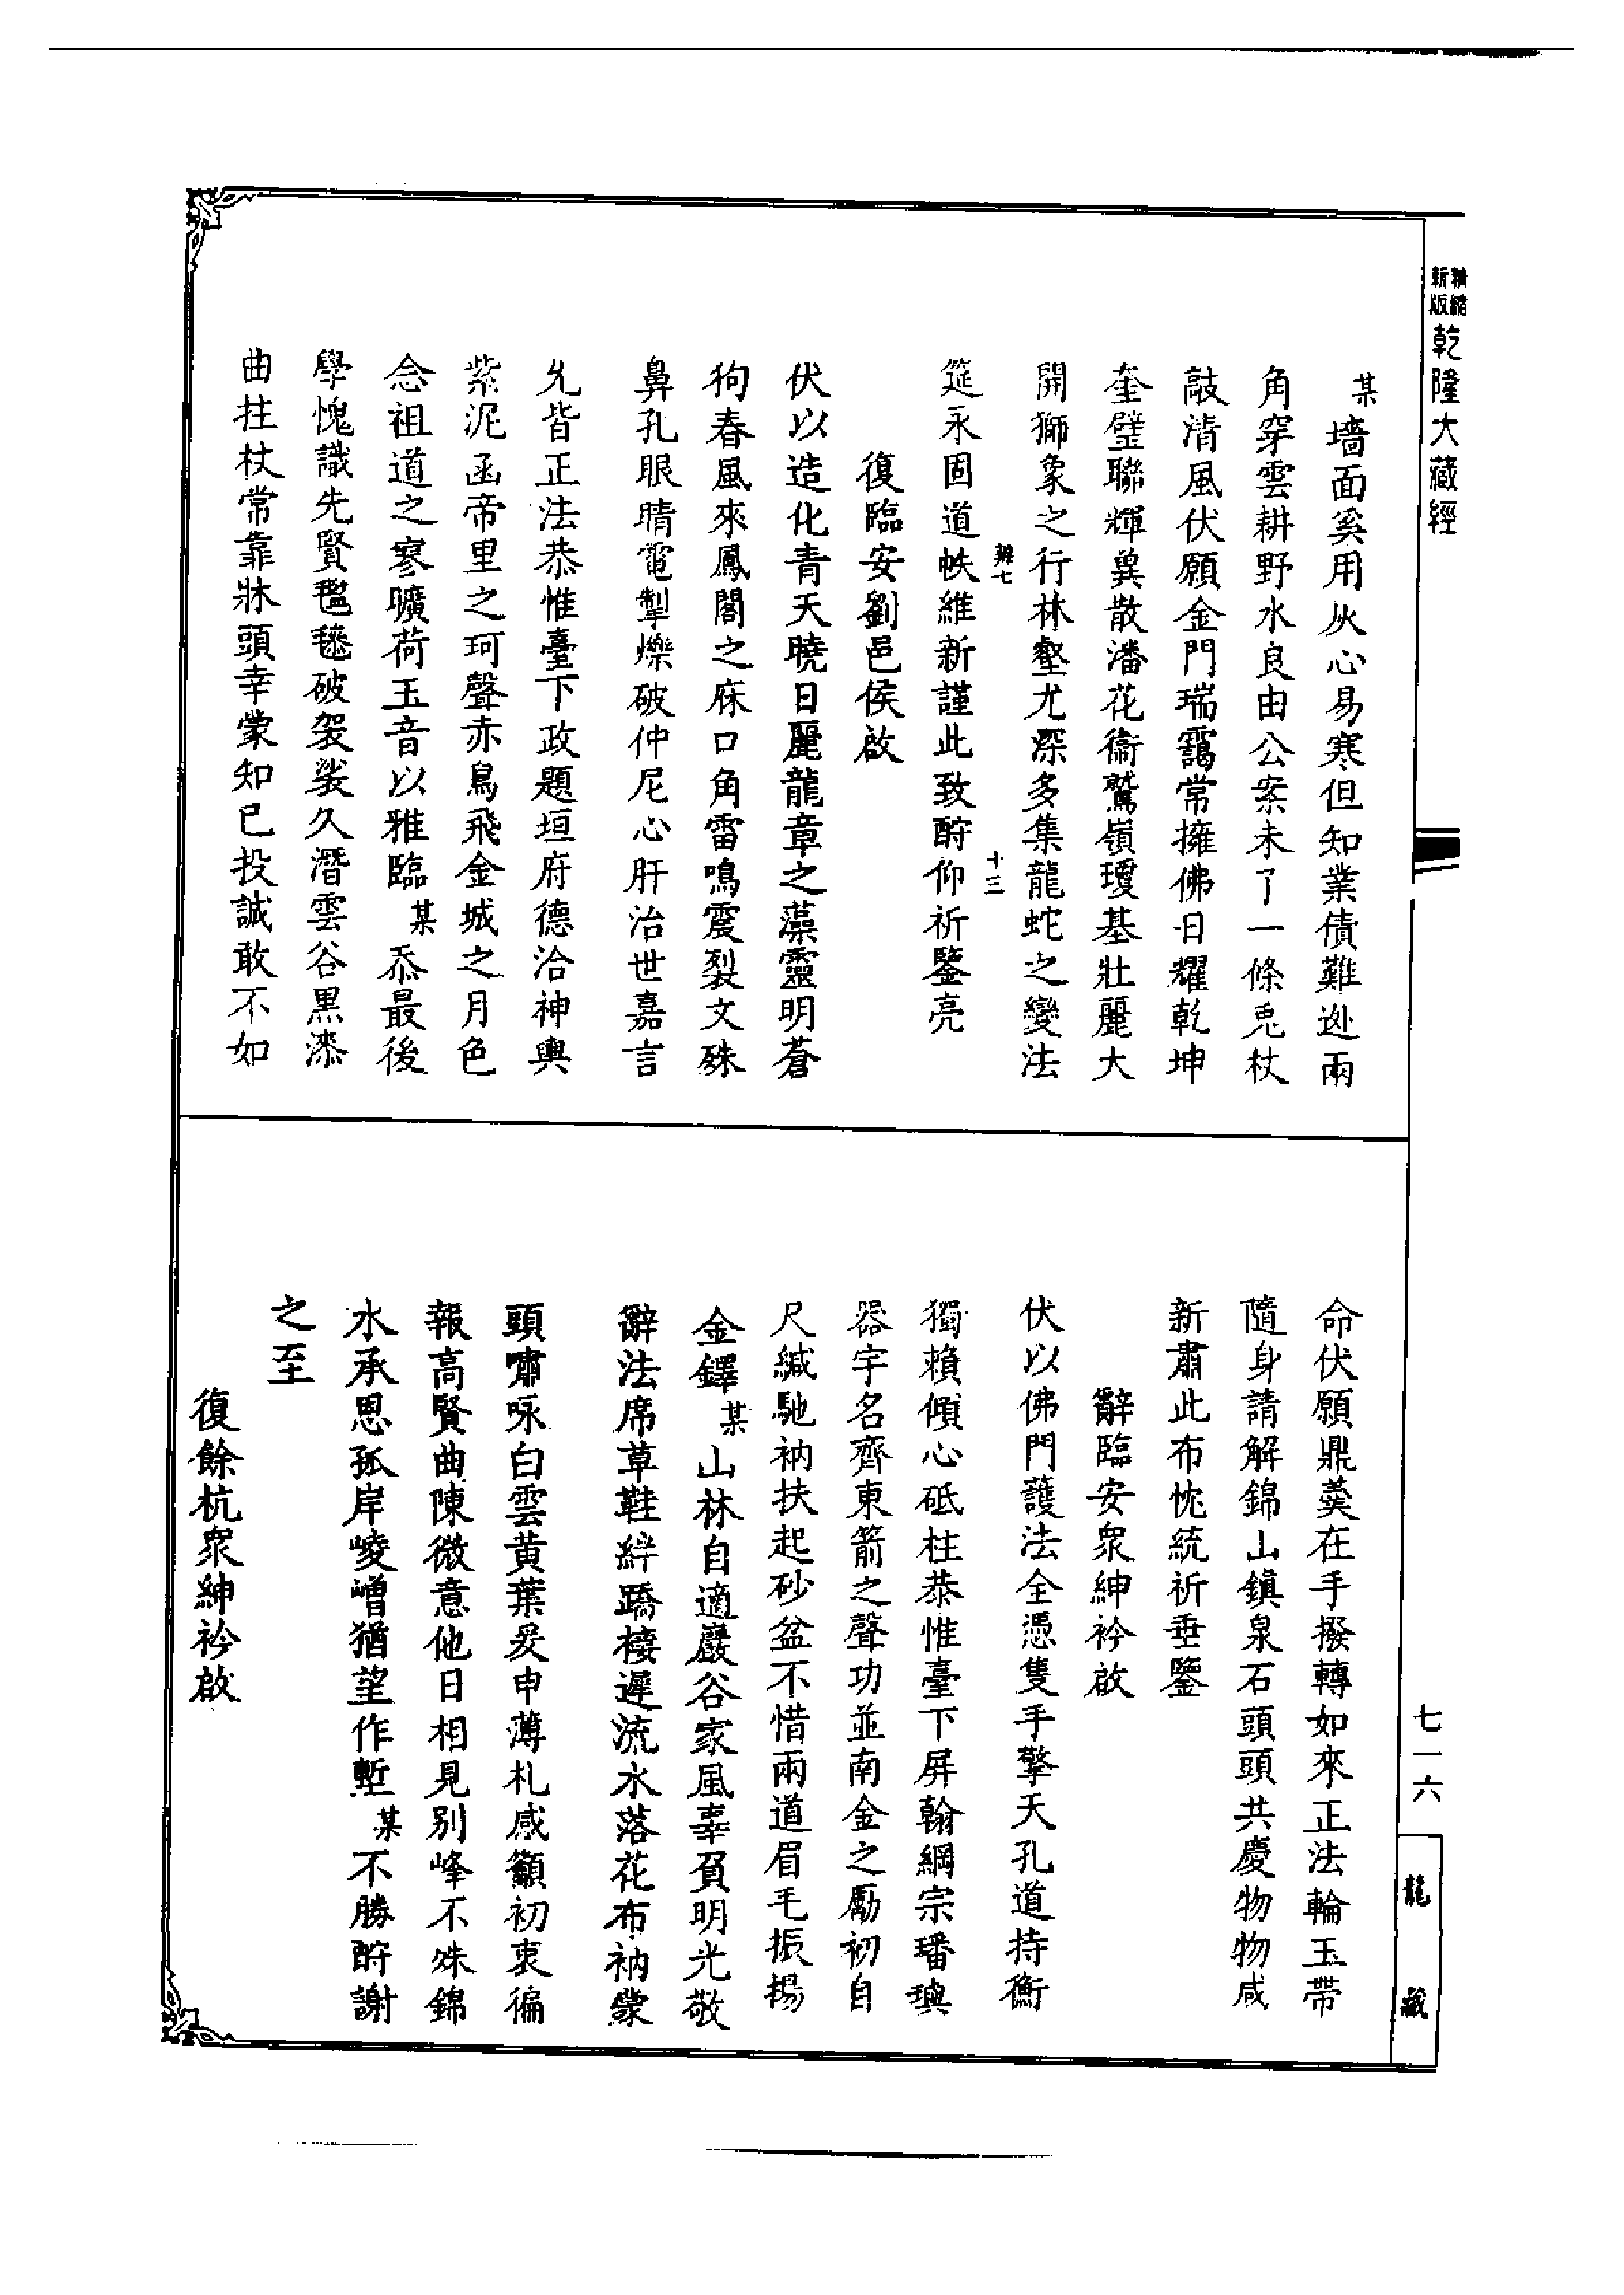 精縮新版 乾隆大藏經
某墻面奚用灰心易寒但知業債難逃兩
角穿雲耕野水良由公案未了一條兎杖
敲清風伏願金門瑞靄常擁佛日耀乾坤
奎璧聯輝異散潘花衞鷲嶺瓊基壯麗大
開獅象之行林壑尤深多集龍蛇之變法
辨七 十三
筵永固道帙維新謹此致酧仰祈鑒亮
復臨安劉邑侯啟
伏以造化青天曉日麗龍章之藻靈明蒼
狗春風來鳳閣之庥口角雷鳴震裂文殊
鼻孔眼睛電掣爍破仲尼心肝治世嘉言
允皆正法恭惟臺下政題垣府德洽神輿
紫泥函帝里之珂聲赤舄飛金城之月色
念祖道之寥曠荷玉音以雅臨某忝最後
學愧識先賢氊毯破袈裟久潛雲谷黑漆
曲拄杖常靠牀頭幸蒙知已投誠敢不如
命伏願鼎羮在手撥轉如來正法輪玉帶
隨身請解錦山鎮泉石頭頭共慶物物咸
新肅此布忱統祈垂鑒
辭臨安衆紳衿啟
伏以佛門護法全憑隻手擎天孔道持衡
獨賴傾心砥柱恭惟臺下屏翰綱宗璠璵
器宇名齊東箭之聲功並南金之勵初自
尺緘馳衲扶起砂盆不惜兩道眉毛振揚
金鐸某山林自適巖谷家風辜負明光敬
辭法席草鞋絆蹻棲遲流水落花布衲蒙
頭嘯咏白雲黃葉爰申薄札感籲初衷徧
報高賢曲陳微意他日相見别峰不殊錦
水承恩孤岸崚嶒猶望作塹某不勝酧謝
之至
復餘杭衆紳衿啟
七一六
龍藏